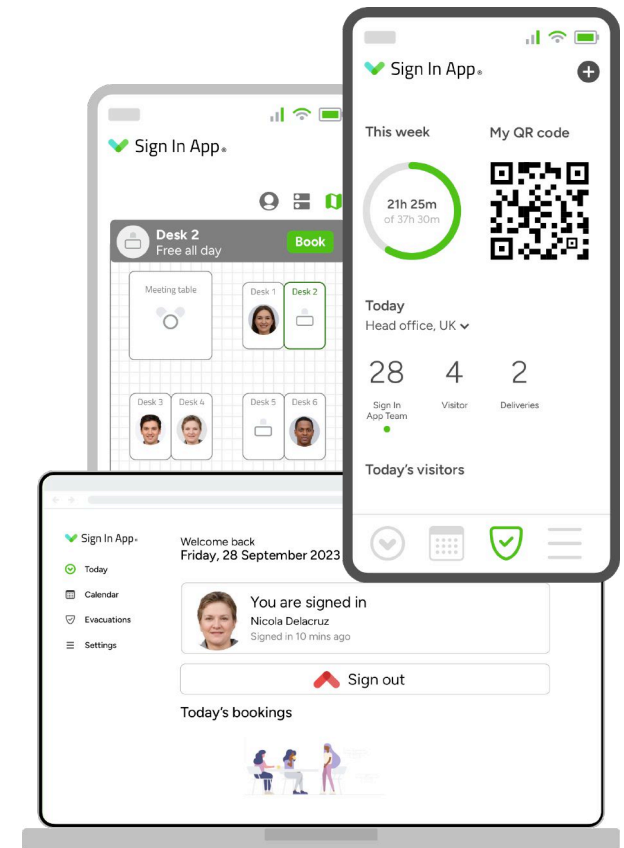 Sign In App®
This week
My QR code
21h 25m
of 37h 30m
Today
Head office, UK
28
4
2
Sign In
App Team
Visitor
Deliveries
Today's visitors
Sign In App®
Desk 2
Free all day
Book
Meeting table
Desk 1
Desk 2
Desk 3
Desk 4
Desk 5
Desk 6
Sign In App®
Today
Calendar
Evacuations
Settings
Welcome back
Friday, 28 September 2023
You are signed in
Nicola Delacruz
Signed in 10 mins ago
Sign out
Today's bookings